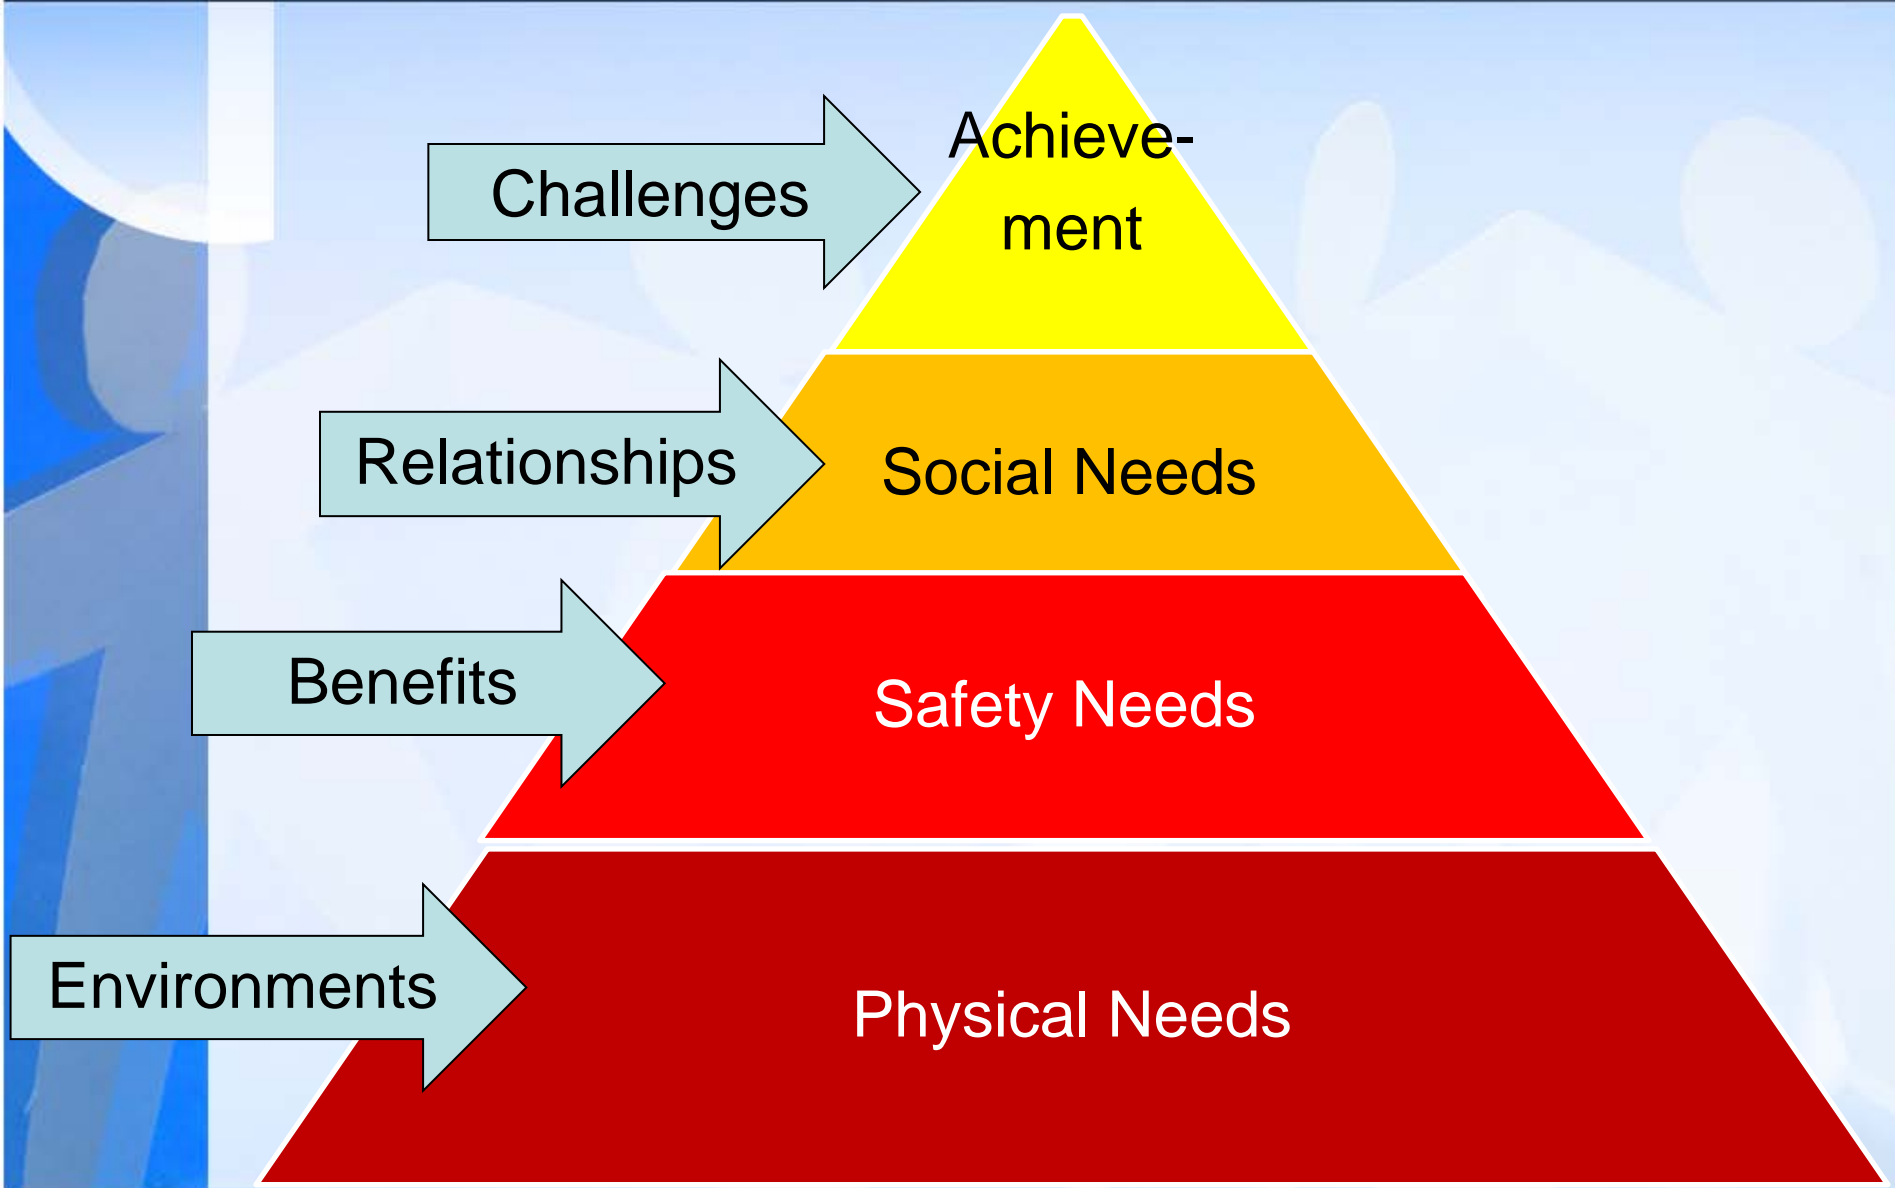 Achieve-
ment
Challenges
Social Needs
Relationships
Safety Needs
Benefits
Physical Needs
Environments